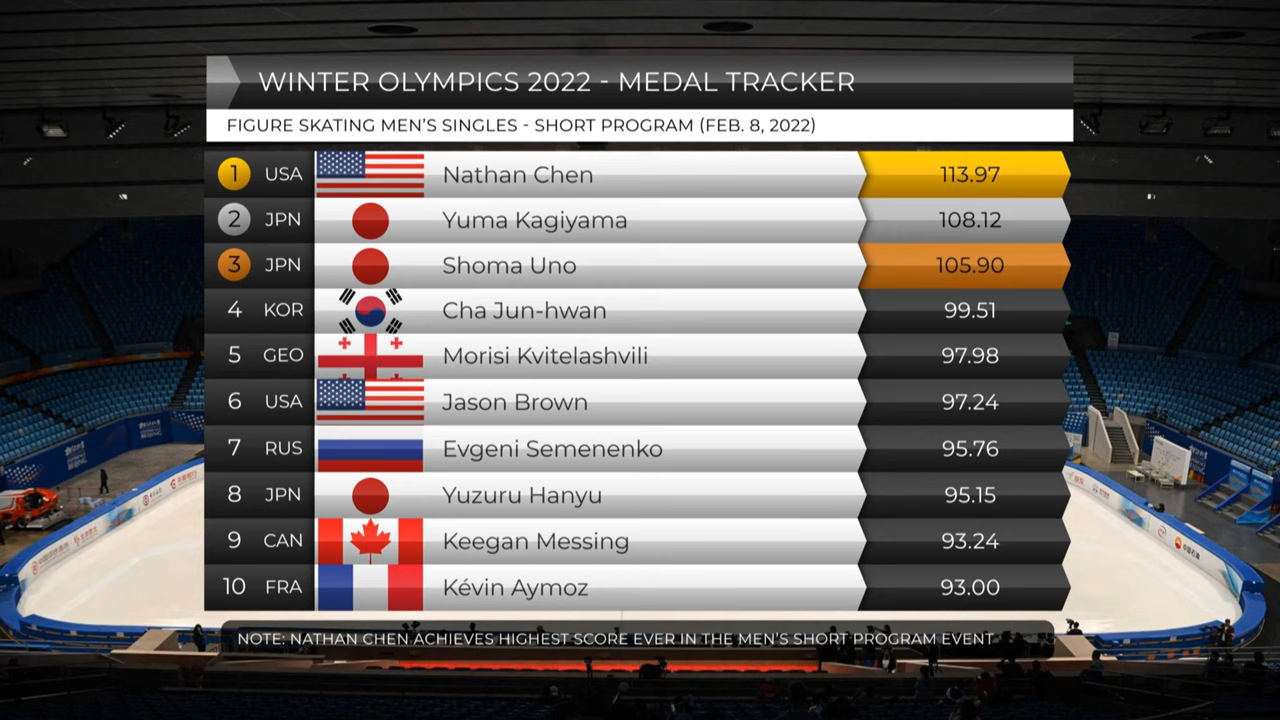 WINTER OLYMPICS 2022 - MEDAL TRACKER
FIGURE SKATING MEN'S SINGLES - SHORT PROGRAM (FEB. 8, 2022)
1 USA Nathan Chen 113.97
2 JPN Yuma Kagiyama 108.12
3 JPN Shoma Uno 105.90
4 KOR Cha Jun-hwan 99.51
5 GEO Morisi Kvitelashvili 97.98
6 USA Jason Brown 97.24
7 RUS Evgeni Semenenko 95.76
8 JPN Yuzuru Hanyu 95.15
9 CAN Keegan Messing 93.24
10 FRA Kévin Aymoz 93.00
NOTE: NATHAN CHEN ACHIEVES HIGHEST SCORE EVER IN THE MEN'S SHORT PROGRAM EVENT